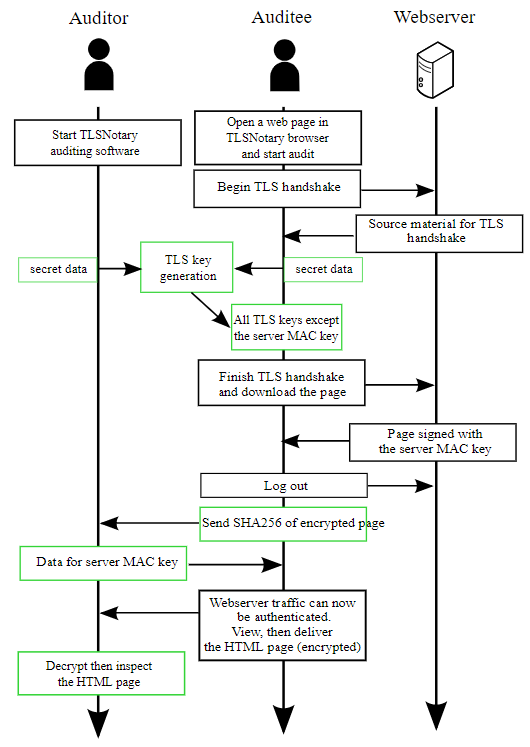 Auditor
Auditee
Webserver
Start TLSNotary
auditing software
Open a web page in
TLSNotary browser
and start audit
Begin TLS handshake
Source material for TLS
handshake
secret data
TLS key
generation
secret data
All TLS keys except
the server MAC key
Finish TLS handshake
and download the page
Page signed with
the server MAC key
Log out
Send SHA256 of encrypted page
Data for server MAC key
Webserver traffic can now
be authenticated.
View, then deliver
the HTML page (encrypted)
Decrypt then inspect
the HTML page